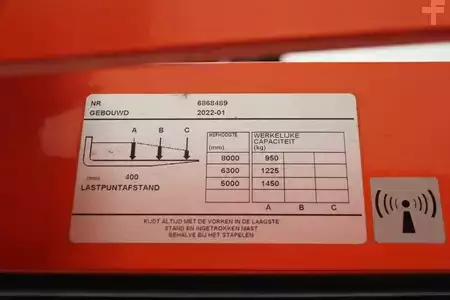 NR. 6868489
GEBOUWD 2022-01
A B C
(mm) 400
LASTPUNTAFSTAND
HEFHOOGTE (mm) WERKELIJKE CAPACITEIT (kg)
8000 950
6300 1225
5000 1450
A B C
RIJDT ALTIJD MET DE VORKEN IN DE LAAGSTE
STAND EN INGETROKKEN MAST
BEHALVE BIJ HET STAPELEN